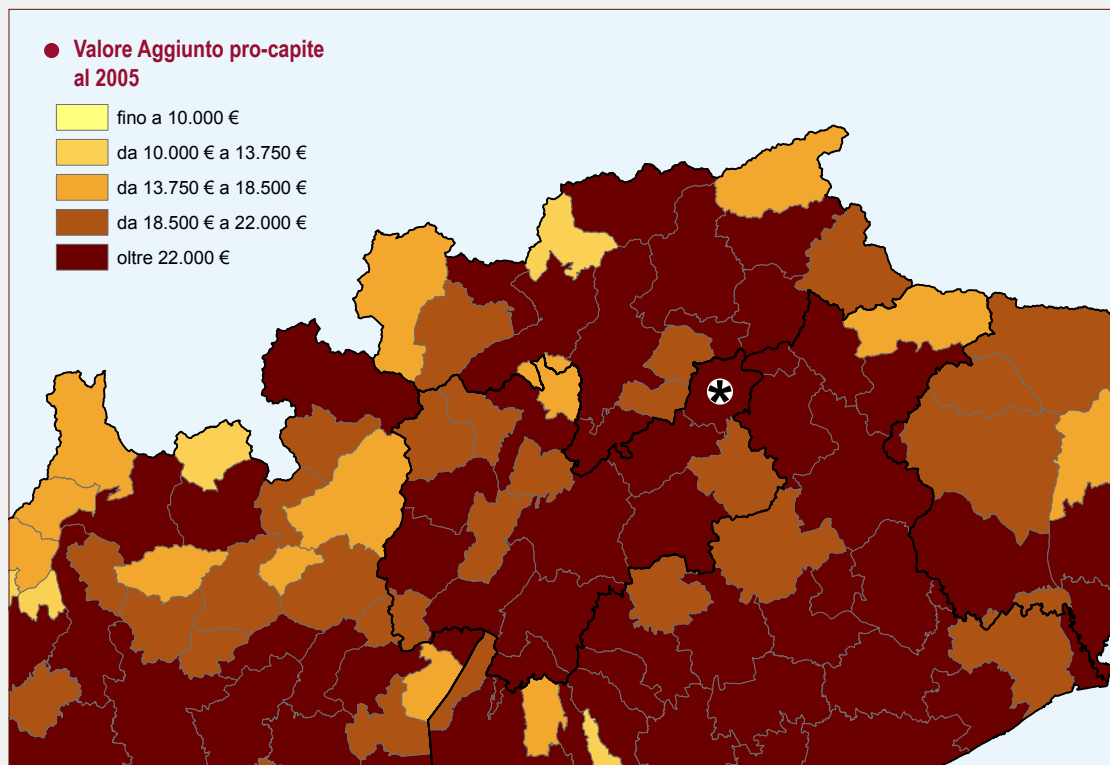 Valore Aggiunto pro-capite
al 2005
fino a 10.000 €
da 10.000 € a 13.750 €
da 13.750 € a 18.500 €
da 18.500 € a 22.000 €
oltre 22.000 €
*